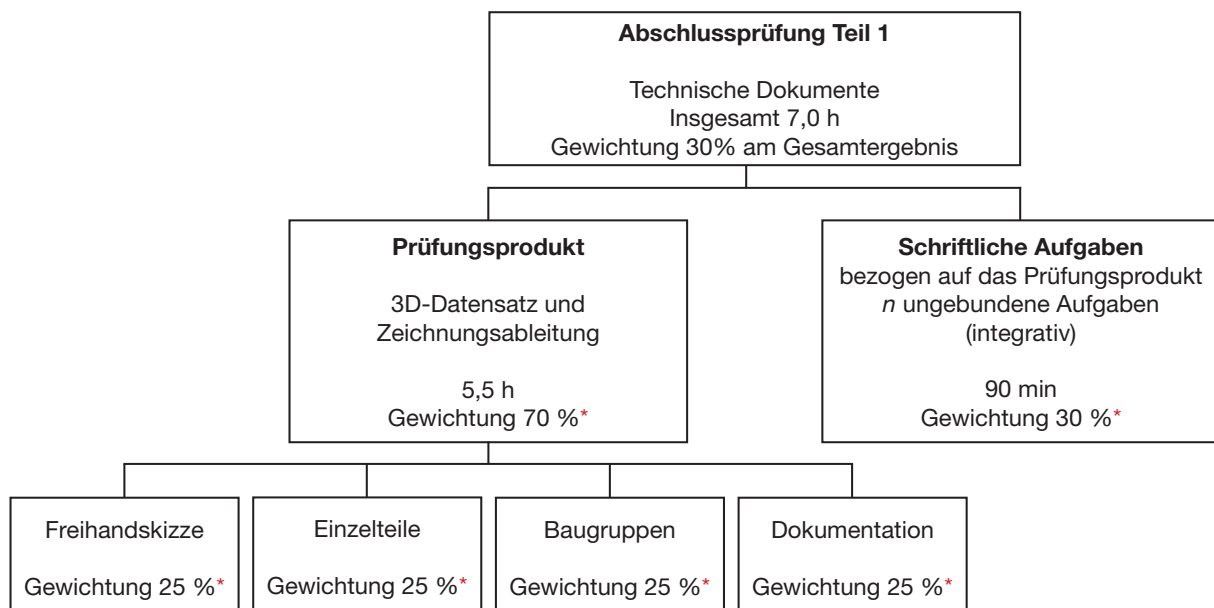 Abschlussprüfung Teil 1
Technische Dokumente
Insgesamt 7,0 h
Gewichtung 30% am Gesamtergebnis
Prüfungsprodukt
3D-Datensatz und
Zeichnungsableitung
5,5 h
Gewichtung 70 %*
Schriftliche Aufgaben
bezogen auf das Prüfungsprodukt
n ungebundene Aufgaben
(integrativ)
90 min
Gewichtung 30 %*
Freihandskizze
Gewichtung 25 %*
Einzelteile
Gewichtung 25 %*
Baugruppen
Gewichtung 25 %*
Dokumentation
Gewichtung 25 %*